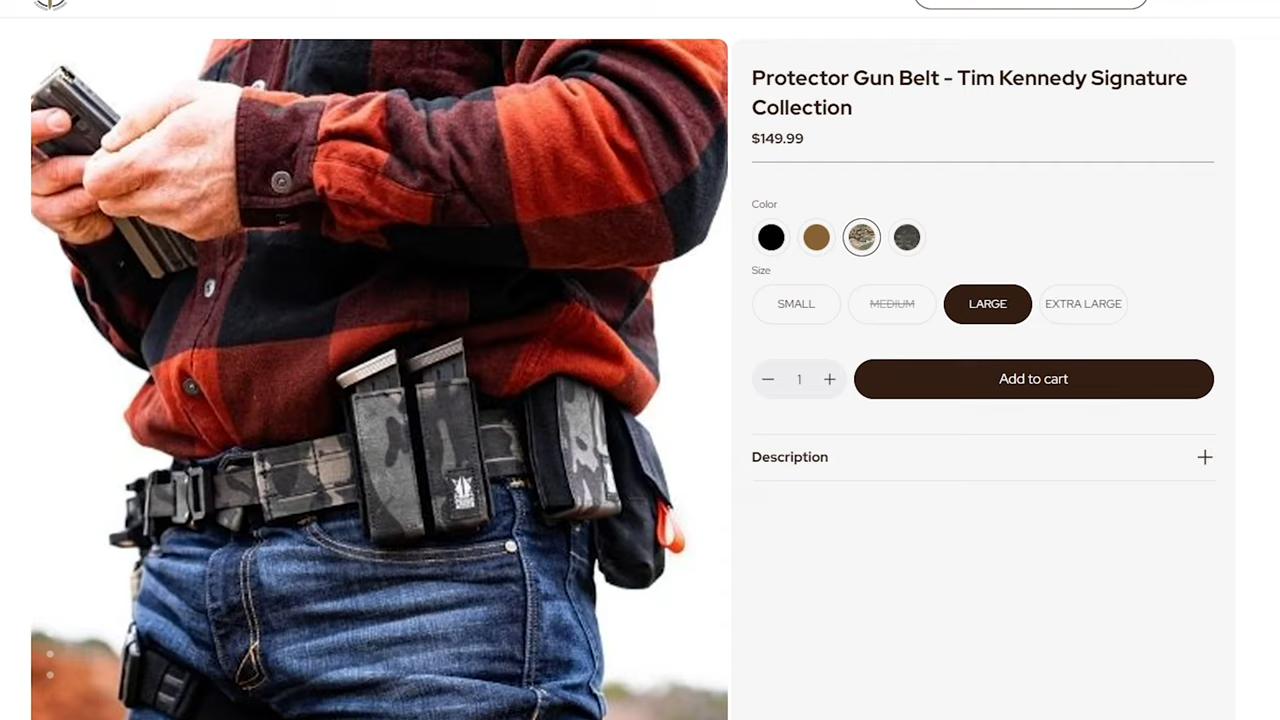 Protector Gun Belt - Tim Kennedy Signature
Collection
$149.99
Color
Size
SMALL
MEDIUM
LARGE
EXTRA LARGE
1
Add to cart
Description